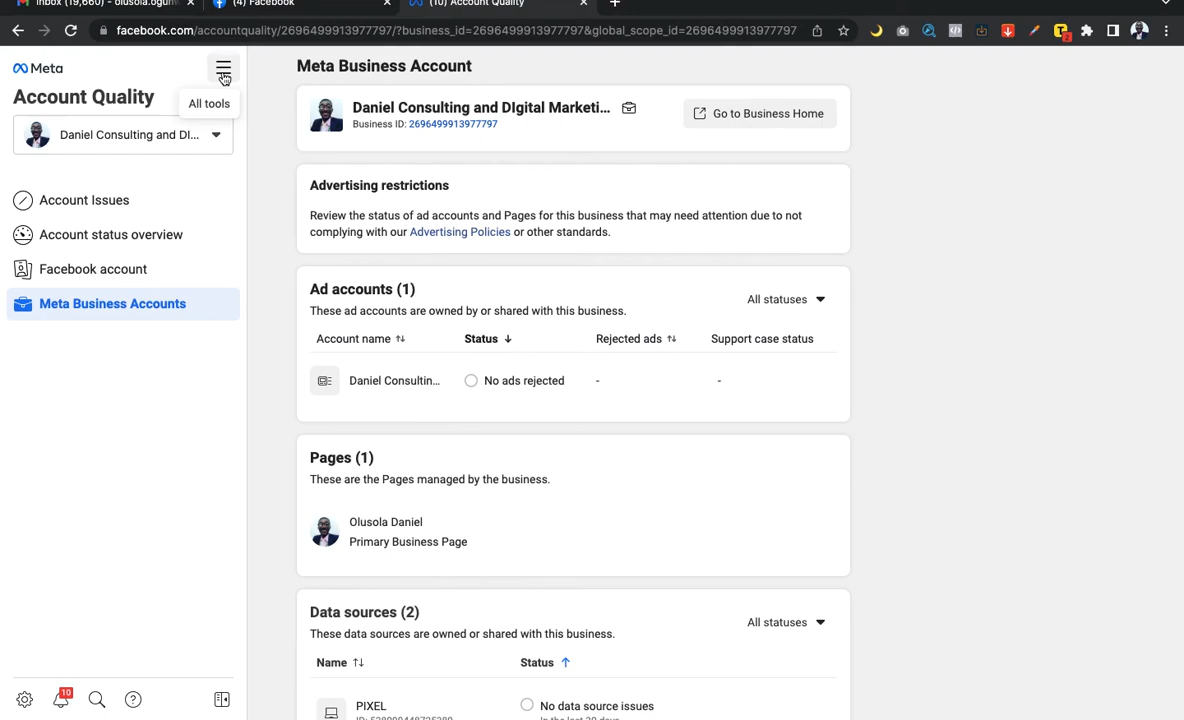 Inbox (19,660) - olusola.ogunw
(4) Facebook
(10) Account Quality
facebook.com/accountquality/2696499913977797/?business_id=2696499913977797&global_scope_id=2696499913977797
2
Meta
Account Quality
All tools
Daniel Consulting and DI...
Account Issues
Account status overview
Facebook account
Meta Business Accounts
10
Meta Business Account
Daniel Consulting and DIgital Marketi...
Business ID: 2696499913977797
Go to Business Home
Advertising restrictions
Review the status of ad accounts and Pages for this business that may need attention due to not
complying with our Advertising Policies or other standards.
Ad accounts (1)
These ad accounts are owned by or shared with this business.
All statuses
Account name Status Rejected ads Support case status
Daniel Consultin... No ads rejected - -
Pages (1)
These are the Pages managed by the business.
Olusola Daniel
Primary Business Page
Data sources (2)
These data sources are owned or shared with this business.
All statuses
Name Status
PIXEL No data source issues
In the last 30 days